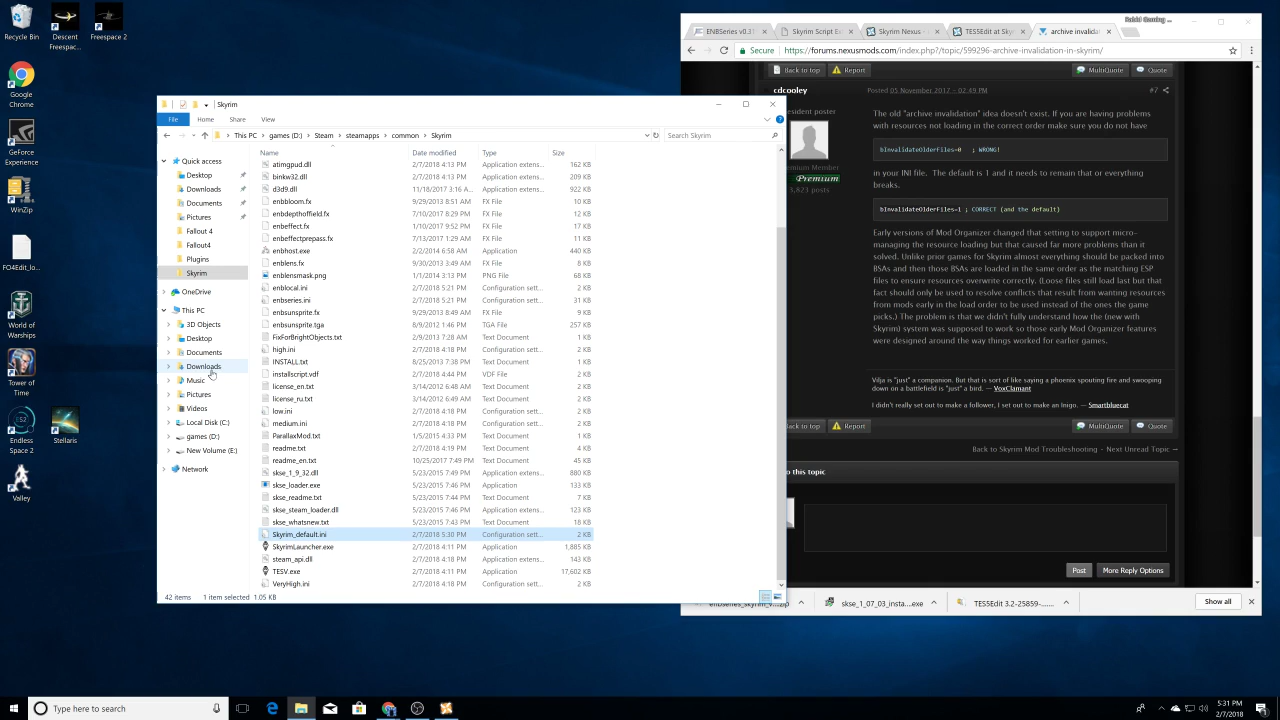 Recycle Bin
Descent Freespac...
Freespace 2
Google Chrome
GeForce Experience
WinZip
FO4Edit_lo...
World of Warships
Tower of Time
Endless Space 2
Stellaris
Valley
Skyrim
File Home Share View
This PC > games (D:) > Steam > steamapps > common > Skyrim
Search Skyrim
Quick access
Desktop
Downloads
Documents
Pictures
Fallout 4
Fallout4
Plugins
Skyrim
OneDrive
This PC
3D Objects
Desktop
Documents
Downloads
Music
Pictures
Videos
Local Disk (C:)
games (D:)
New Volume (E:)
Network
Name Date modified Type Size
atimgpud.dll 2/7/2018 4:13 PM Application extens... 162 KB
binkw32.dll 2/7/2018 4:13 PM Application extens... 209 KB
d3d9.dll 11/18/2017 3:16 A... Application extens... 922 KB
enbbloom.fx 9/29/2013 8:51 AM FX File 10 KB
enbdepthoffield.fx 7/10/2017 8:29 PM FX File 12 KB
enbeffect.fx 1/10/2017 9:52 PM FX File 17 KB
enbeffectprepass.fx 7/13/2017 1:29 AM FX File 42 KB
enbhost.exe 2/2/2014 6:58 AM Application 440 KB
enblens.fx 9/30/2013 3:49 AM FX File 8 KB
enblensmask.png 1/1/2014 3:13 PM PNG File 68 KB
enblocal.ini 2/7/2018 5:21 PM Configuration sett... 2 KB
enbseries.ini 2/7/2018 5:21 PM Configuration sett... 31 KB
enbsunsprite.fx 9/29/2013 8:49 AM FX File 9 KB
enbsunsprite.tga 8/9/2012 1:46 PM TGA File 257 KB
FixForBrightObjects.txt 2/9/2013 7:28 AM Text Document 2 KB
high.ini 2/7/2018 4:18 PM Configuration sett... 2 KB
INSTALL.txt 8/25/2013 7:38 PM Text Document 2 KB
installscript.vdf 2/7/2018 4:18 PM VDF File 2 KB
license_en.txt 3/14/2012 6:48 AM Text Document 2 KB
license_ru.txt 3/14/2012 6:49 AM Text Document 2 KB
low.ini 2/7/2018 4:18 PM Configuration sett... 2 KB
medium.ini 2/7/2018 4:18 PM Configuration sett... 2 KB
ParallaxMod.txt 1/5/2015 4:33 PM Text Document 2 KB
readme.txt 2/7/2018 4:18 PM Text Document 4 KB
readme_en.txt 10/25/2017 7:49 PM Text Document 45 KB
skse_1_9_32.dll 5/23/2015 7:49 PM Application extens... 880 KB
skse_loader.exe 5/23/2015 7:46 PM Application 133 KB
skse_readme.txt 5/23/2015 7:44 PM Text Document 7 KB
skse_steam_loader.dll 5/23/2015 7:46 PM Application extens... 123 KB
skse_whatsnew.txt 5/23/2015 7:43 PM Text Document 18 KB
Skyrim_default.ini 2/7/2018 5:30 PM Configuration sett... 2 KB
SkyrimLauncher.exe 2/7/2018 4:11 PM Application 1,885 KB
steam_api.dll 2/7/2018 4:18 PM Application extens... 143 KB
TESV.exe 2/7/2018 4:11 PM Application 17,602 KB
VeryHigh.ini 2/7/2018 4:18 PM Configuration sett... 2 KB
42 items 1 item selected 1.05 KB
Rabid Gaming
ENBSeries v0.31
Skyrim Script Ex
Skyrim Nexus -
TES5Edit at Sky
archive invalidat
Secure https://forums.nexusmods.com/index.php?/topic/599296-archive-invalidation-in-skyrim/
Back to top Report MultiQuote Quote
cdcooley
Posted 05 November 2017 - 02:49 PM #7
esident poster
emium Member
Premium
3,823 posts
The old "archive invalidation" idea doesn't exist. If you are having problems
with resources not loading in the correct order make sure you do not have
bInvalidateOlderFiles=0 ; WRONG!
in your INI file. The default is 1 and it needs to remain that or everything
breaks.
bInvalidateOlderFiles=1 ; CORRECT (and the default)
Early versions of Mod Organizer changed that setting to support micro-
managing the resource loading but that caused far more problems than it
solved. Unlike prior games for Skyrim almost everything should be packed into
BSAs and then those BSAs are loaded in the same order as the matching ESP
files to ensure resources overwrite correctly. (Loose files still load last but that
fact should only be used to resolve conflicts that result from wanting resources
from mods early in the load order to be used instead of the ones the game
picks.) The problem is that we didn't fully understand how the (new with
Skyrim) system was supposed to work so those early Mod Organizer features
were designed around the way things worked for earlier games.
Vilja is "just" a companion. But that is sort of like saying a phoenix spouting fire and swooping
down on a battlefield is "just" a bird. — VoxClamant
I didn't really set out to make a follower, I set out to make an Inigo. — Smartbluecat
Back to top Report MultiQuote Quote
Back to Skyrim Mod Troubleshooting · Next Unread Topic →
o this topic
Post More Reply Options
enbseries_skyrim_v...zip
skse_1_07_03_insta....exe
TES5Edit 3.2-25859-......
Show all
Type here to search
5:31 PM
2/7/2018